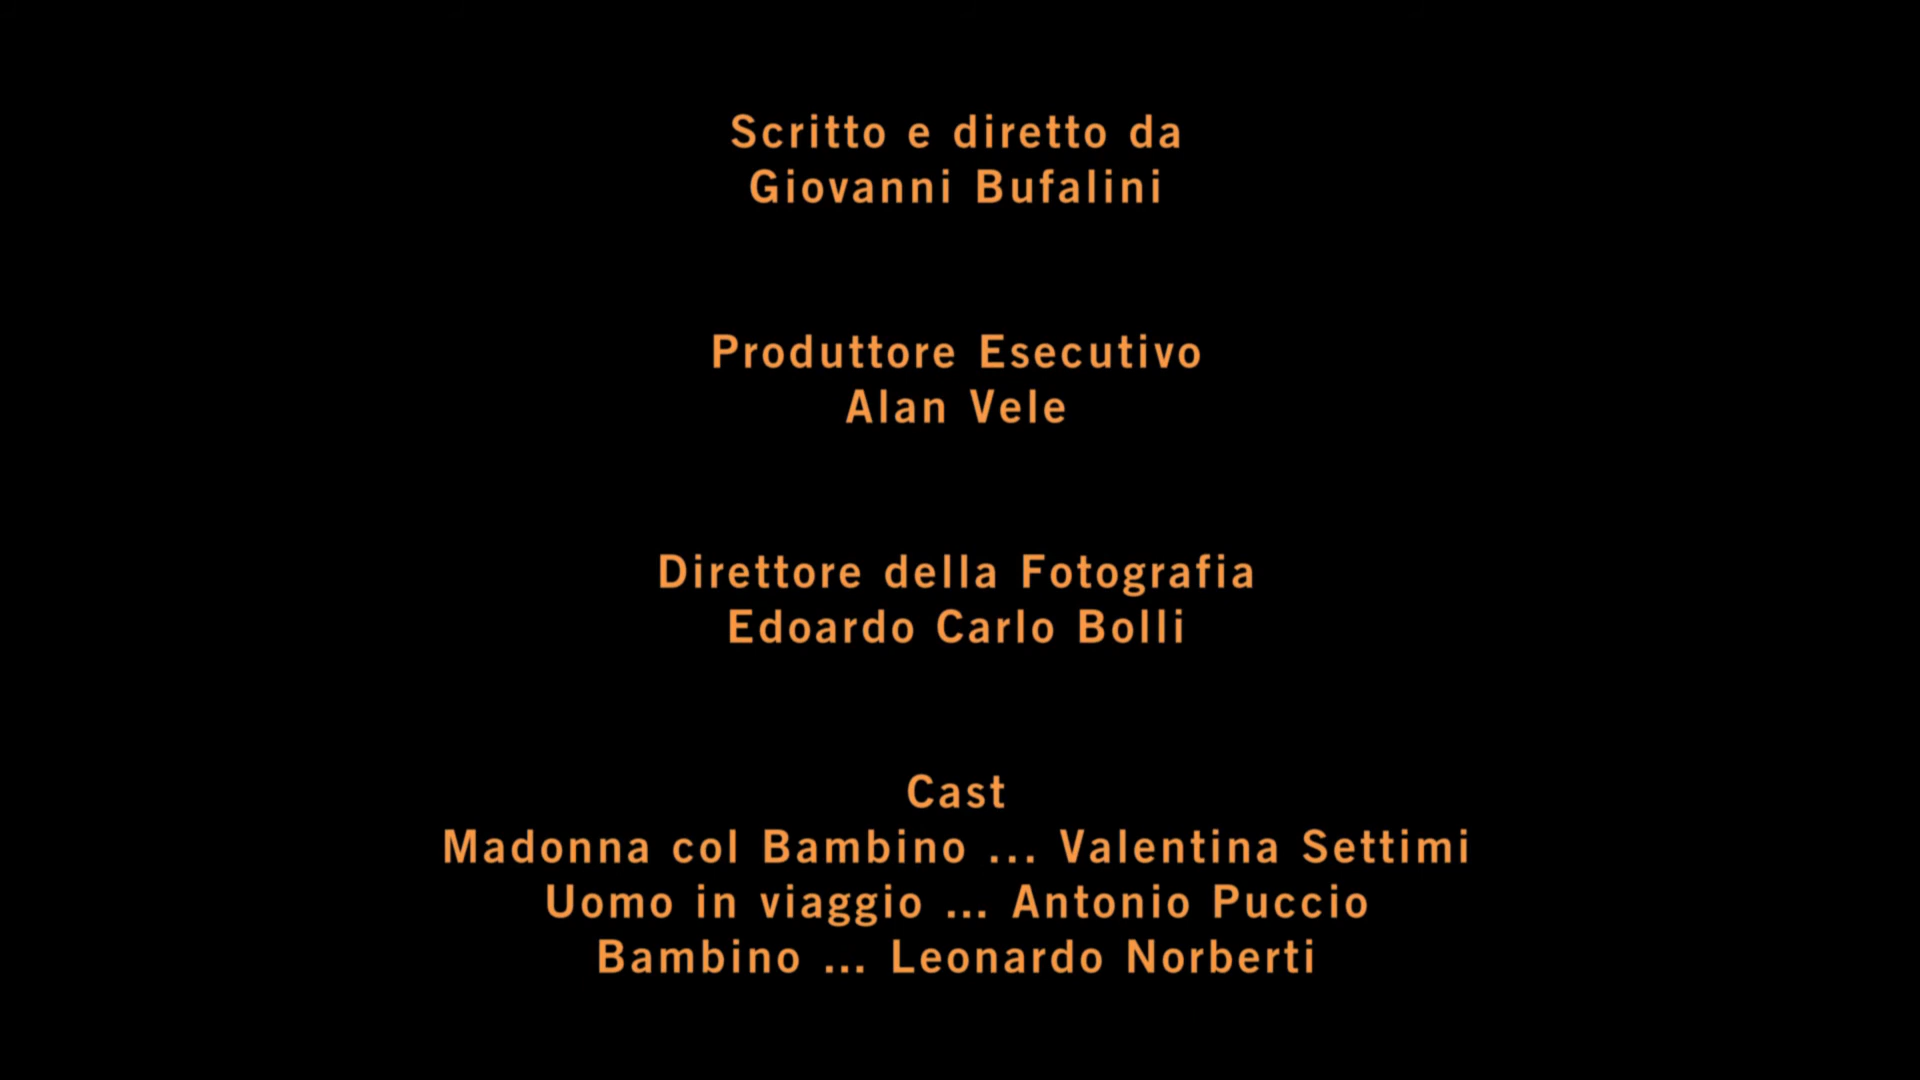 Scritto e diretto da
Giovanni Bufalini
Produttore Esecutivo
Alan Vele
Direttore della Fotografia
Edoardo Carlo Bolli
Cast
Madonna col Bambino ... Valentina Settimi
Uomo in viaggio ... Antonio Puccio
Bambino ... Leonardo Norberti